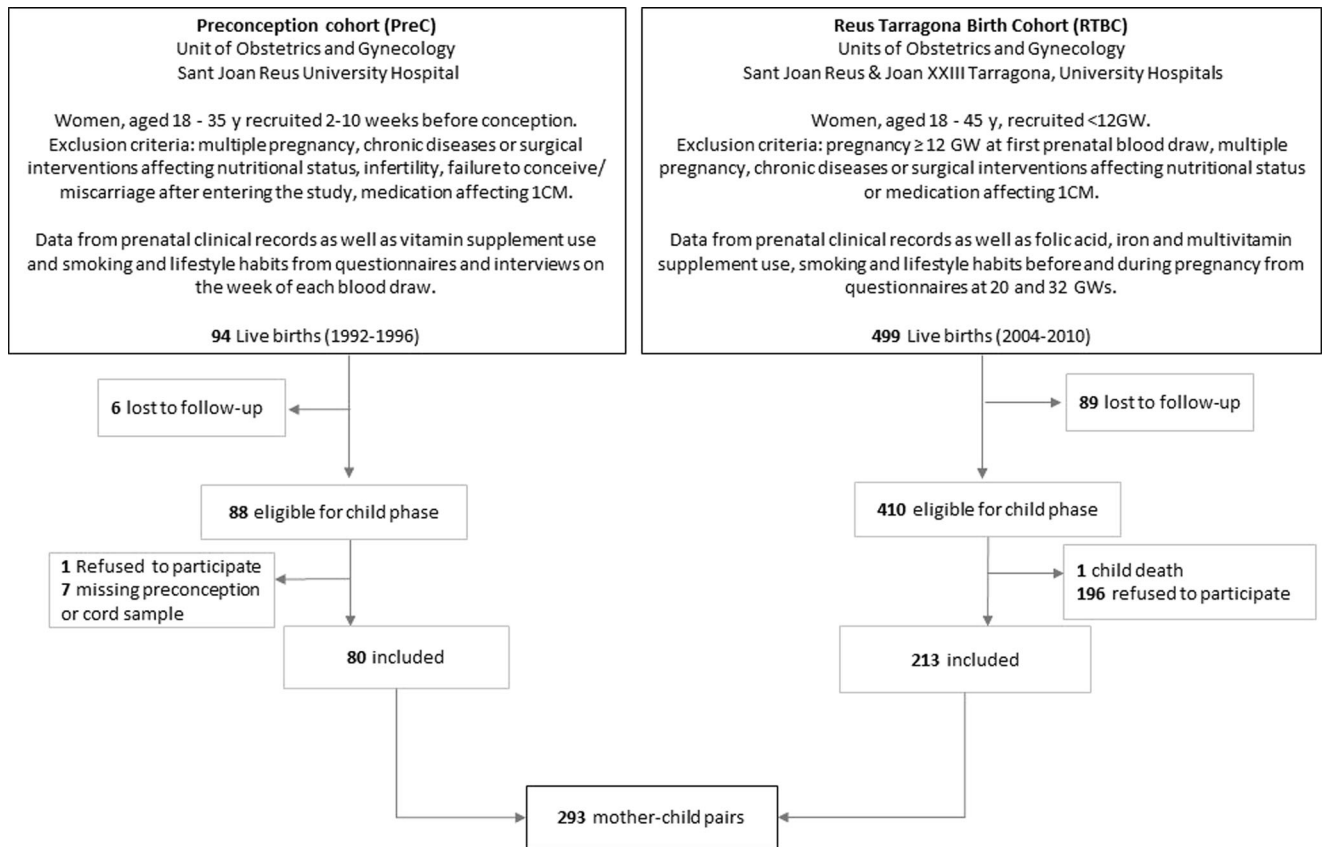 Preconception cohort (PreC)
Unit of Obstetrics and Gynecology
Sant Joan Reus University Hospital
Women, aged 18 - 35 y recruited 2-10 weeks before conception.
Exclusion criteria: multiple pregnancy, chronic diseases or surgical
interventions affecting nutritional status, infertility, failure to conceive/
miscarriage after entering the study, medication affecting 1CM.
Data from prenatal clinical records as well as vitamin supplement use
and smoking and lifestyle habits from questionnaires and interviews on
the week of each blood draw.
94 Live births (1992-1996)
Reus Tarragona Birth Cohort (RTBC)
Units of Obstetrics and Gynecology
Sant Joan Reus & Joan XXIII Tarragona, University Hospitals
Women, aged 18 - 45 y, recruited <12GW.
Exclusion criteria: pregnancy ≥ 12 GW at first prenatal blood draw, multiple
pregnancy, chronic diseases or surgical interventions affecting nutritional status
or medication affecting 1CM.
Data from prenatal clinical records as well as folic acid, iron and multivitamin
supplement use, smoking and lifestyle habits before and during pregnancy from
questionnaires at 20 and 32 GWs.
499 Live births (2004-2010)
6 lost to follow-up
89 lost to follow-up
88 eligible for child phase
410 eligible for child phase
1 Refused to participate
7 missing preconception
or cord sample
1 child death
196 refused to participate
80 included
213 included
293 mother-child pairs